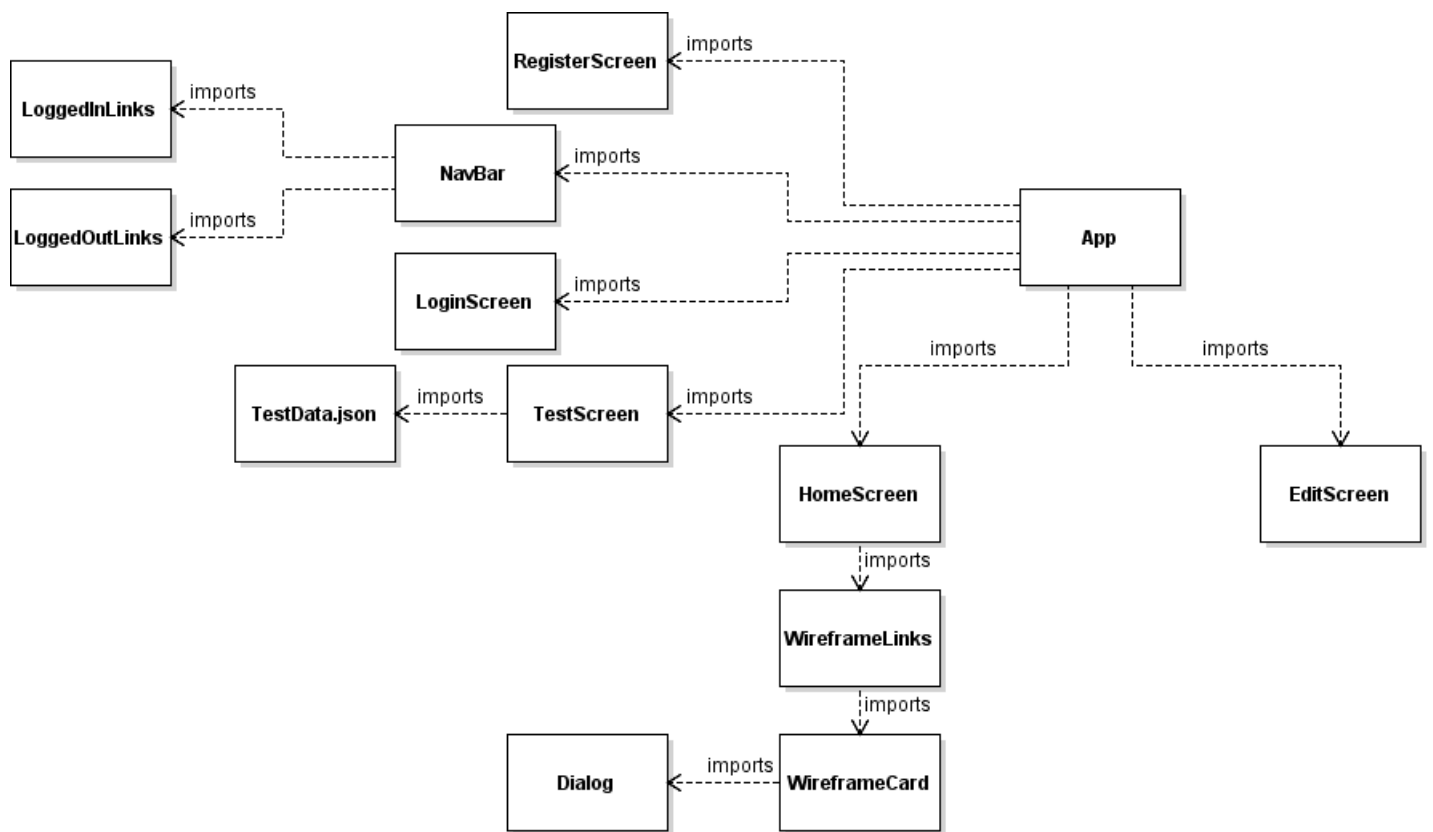 RegisterScreen
imports
LoggedInLinks
imports
NavBar
imports
LoggedOutLinks
imports
App
LoginScreen
imports
imports
imports
TestData.json
imports
TestScreen
imports
HomeScreen
EditScreen
imports
WireframeLinks
imports
Dialog
imports
WireframeCard